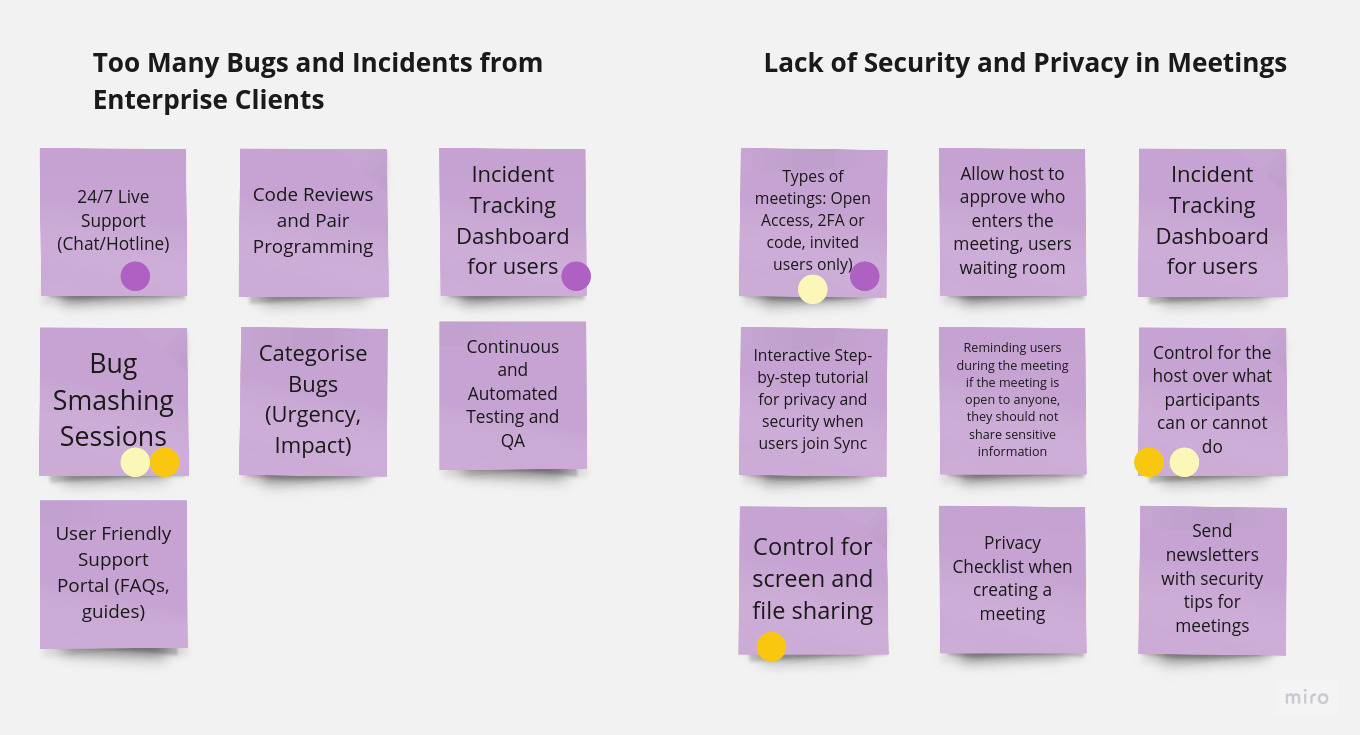 Too Many Bugs and Incidents from
Enterprise Clients
24/7 Live
Support
(Chat/Hotline)
Code Reviews
and Pair
Programming
Incident
Tracking
Dashboard
for users
Bug
Smashing
Sessions
Categorise
Bugs
(Urgency,
Impact)
Continuous
and
Automated
Testing and
QA
User Friendly
Support
Portal (FAQs,
guides)
Lack of Security and Privacy in Meetings
Types of
meetings: Open
Access, 2FA or
code, invited
users only)
Allow host to
approve who
enters the
meeting, users
waiting room
Incident
Tracking
Dashboard
for users
Interactive Step-
by-step tutorial
for privacy and
security when
users join Sync
Reminding users
during the meeting
if the meeting is
open to anyone,
they should not
share sensitive
information
Control for the
host over what
participants
can or cannot
do
Control for
screen and
file sharing
Privacy
Checklist when
creating a
meeting
Send
newsletters
with security
tips for
meetings
miro